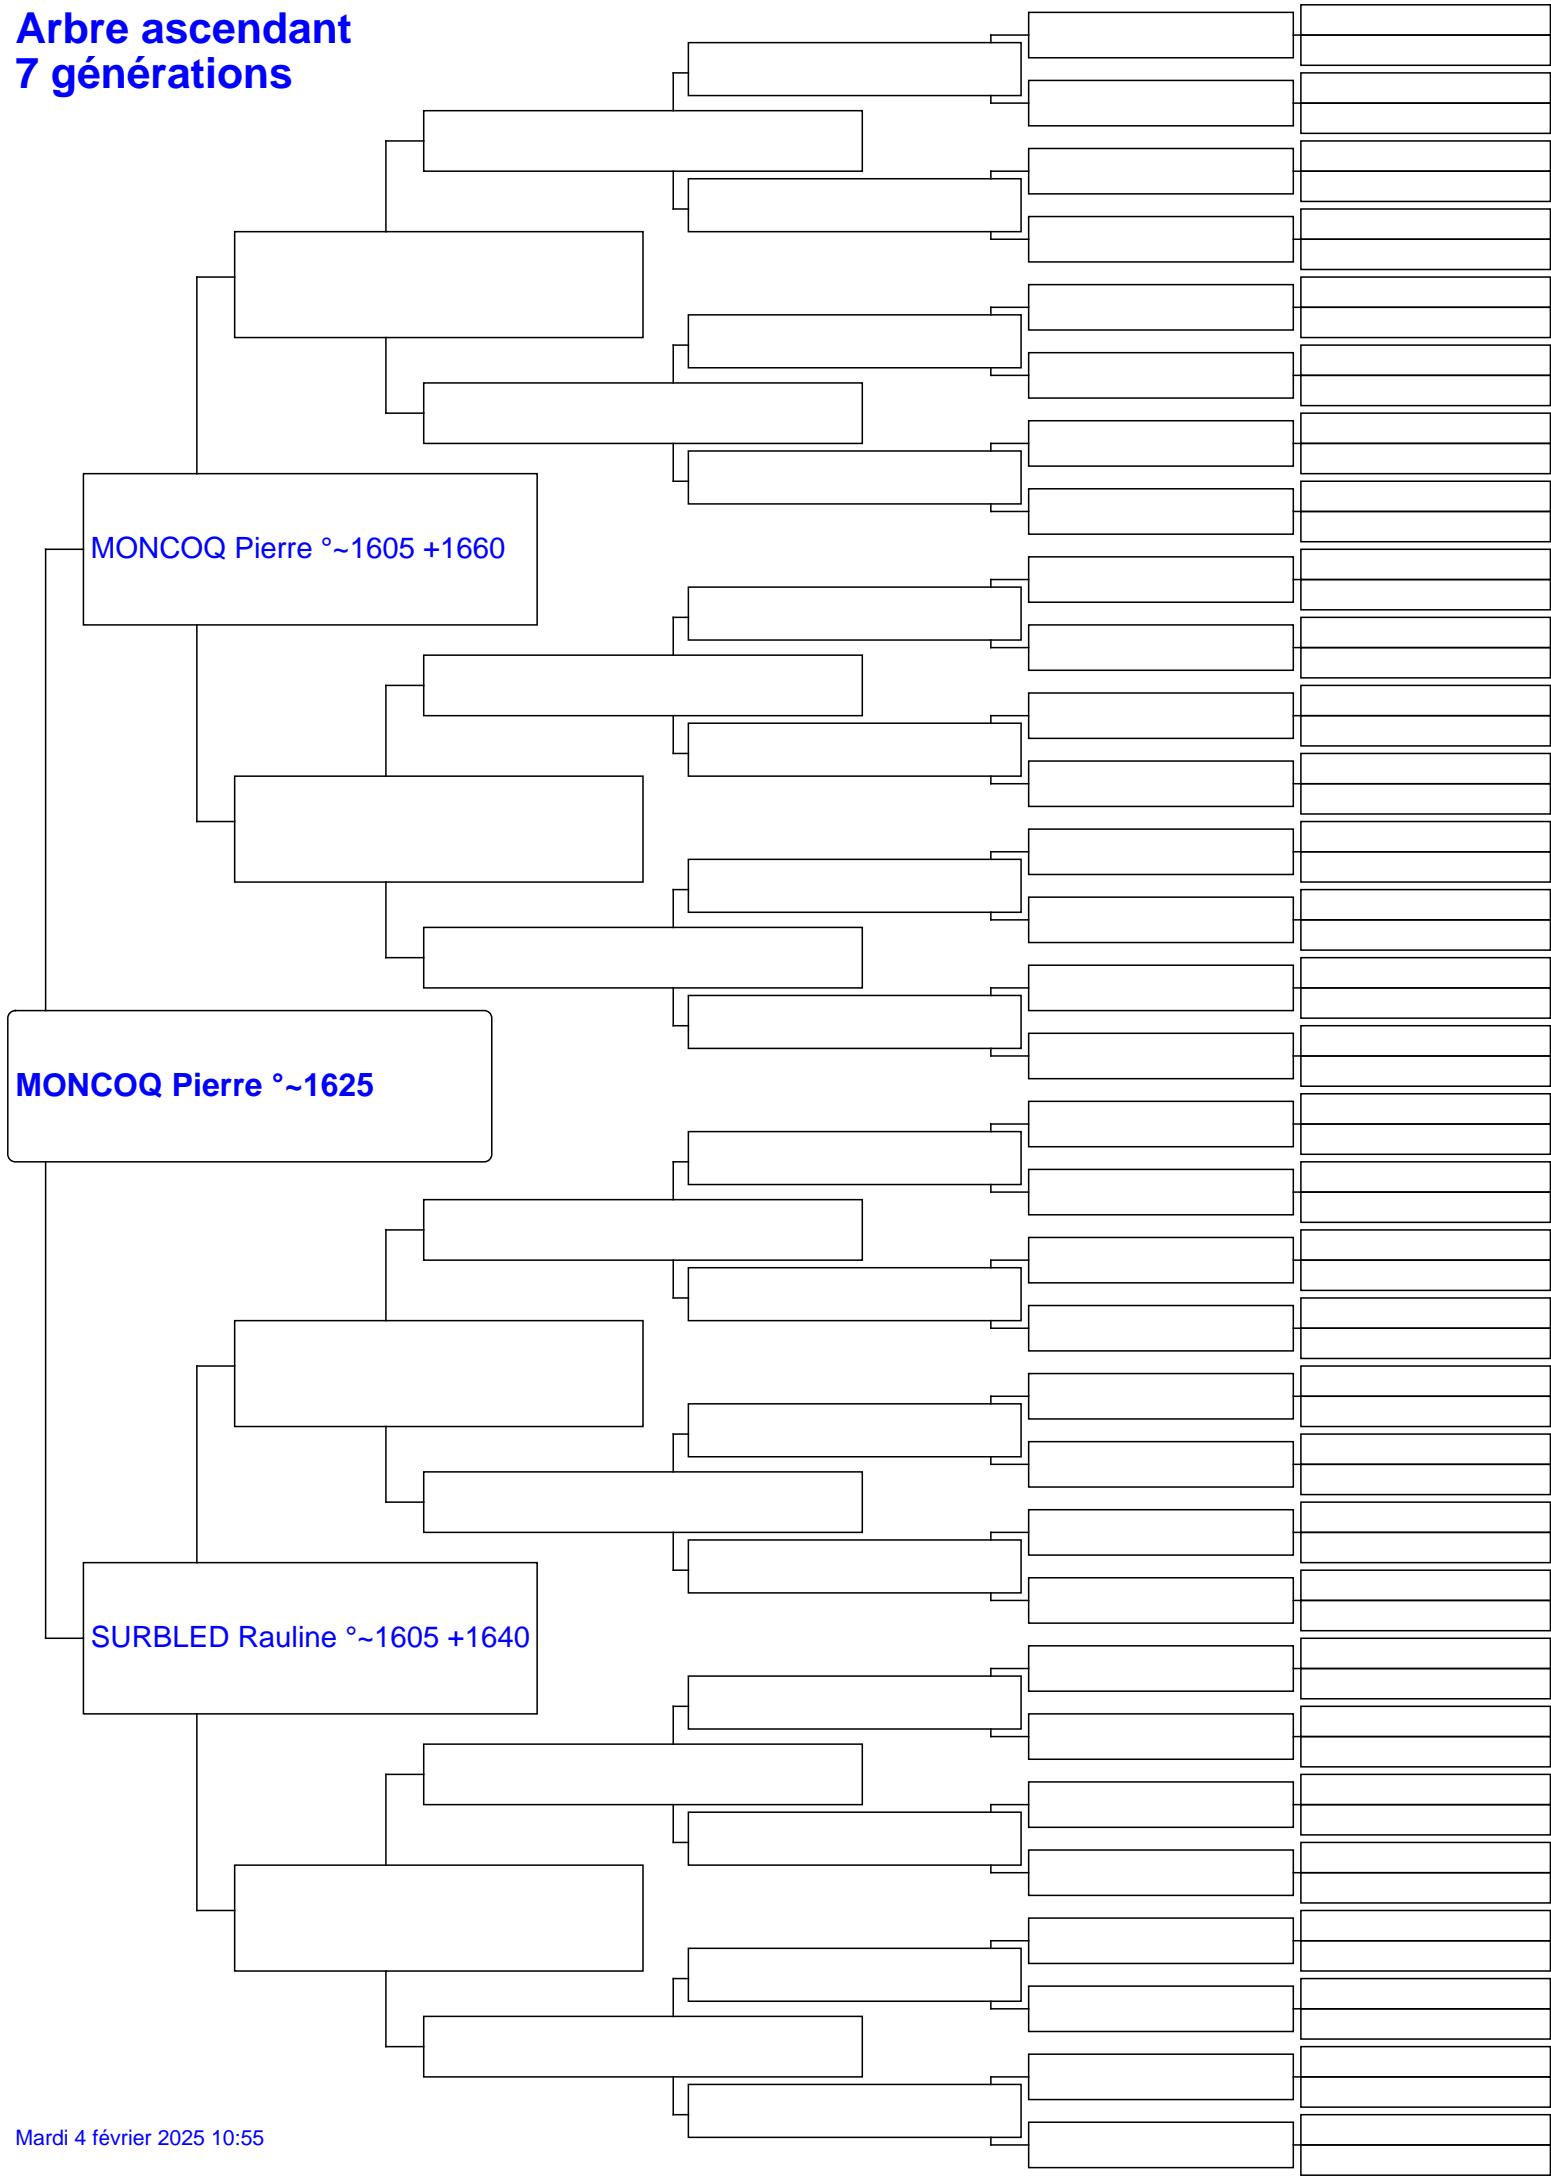 Arbre ascendant
7 générations
MONCOQ Pierre °~1605 +1660
MONCOQ Pierre °~1625
SURBLED Rauline °~1605 +1640
Mardi 4 février 2025 10:55